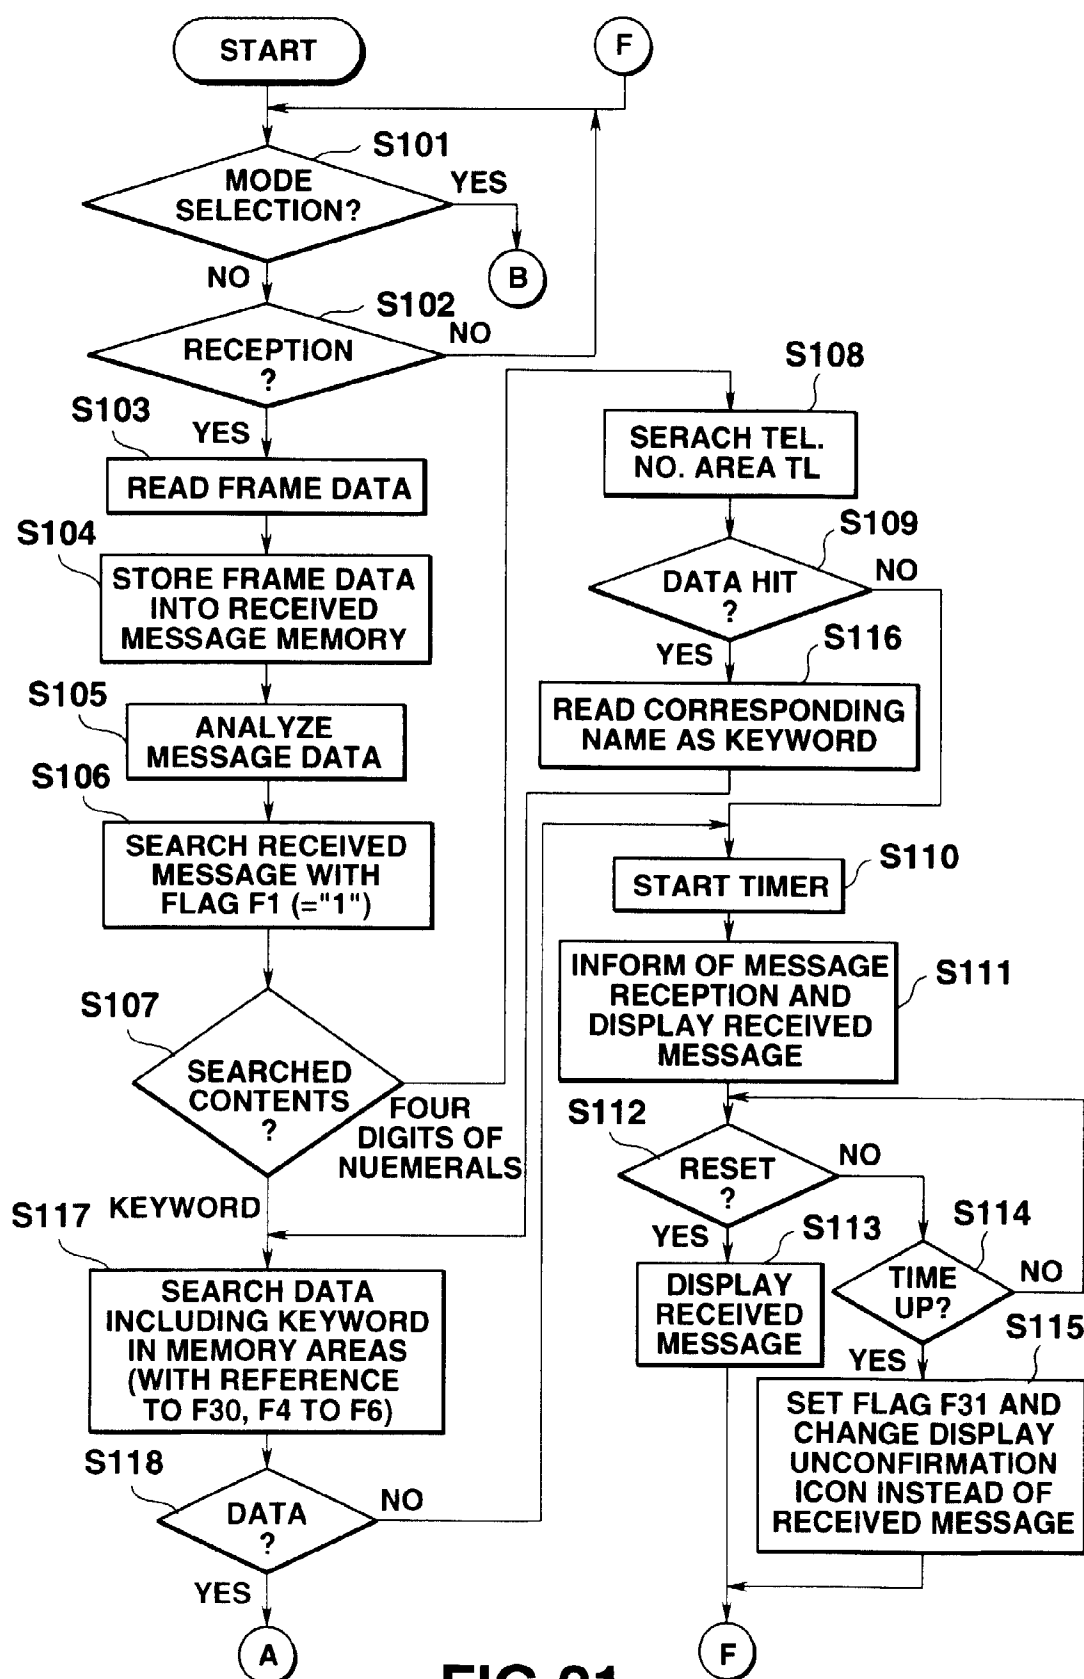 START
F
S101
MODE
SELECTION?
YES
B
NO
S102
RECEPTION
?
NO
YES
S103
READ FRAME DATA
S104
STORE FRAME DATA
INTO RECEIVED
MESSAGE MEMORY
S105
ANALYZE
MESSAGE DATA
S106
SEARCH RECEIVED
MESSAGE WITH
FLAG F1 (="1")
S107
SEARCHED
CONTENTS
?
FOUR
DIGITS OF
NUEMERALS
KEYWORD
S117
SEARCH DATA
INCLUDING KEYWORD
IN MEMORY AREAS
(WITH REFERENCE
TO F30, F4 TO F6)
S118
DATA
?
NO
YES
A
S108
SERACH TEL.
NO. AREA TL
S109
DATA HIT
?
NO
YES
S116
READ CORRESPONDING
NAME AS KEYWORD
S110
START TIMER
S111
INFORM OF MESSAGE
RECEPTION AND
DISPLAY RECEIVED
MESSAGE
S112
RESET
?
NO
YES
S113
DISPLAY
RECEIVED
MESSAGE
S114
TIME
UP?
NO
YES
S115
SET FLAG F31 AND
CHANGE DISPLAY
UNCONFIRMATION
ICON INSTEAD OF
RECEIVED MESSAGE
F